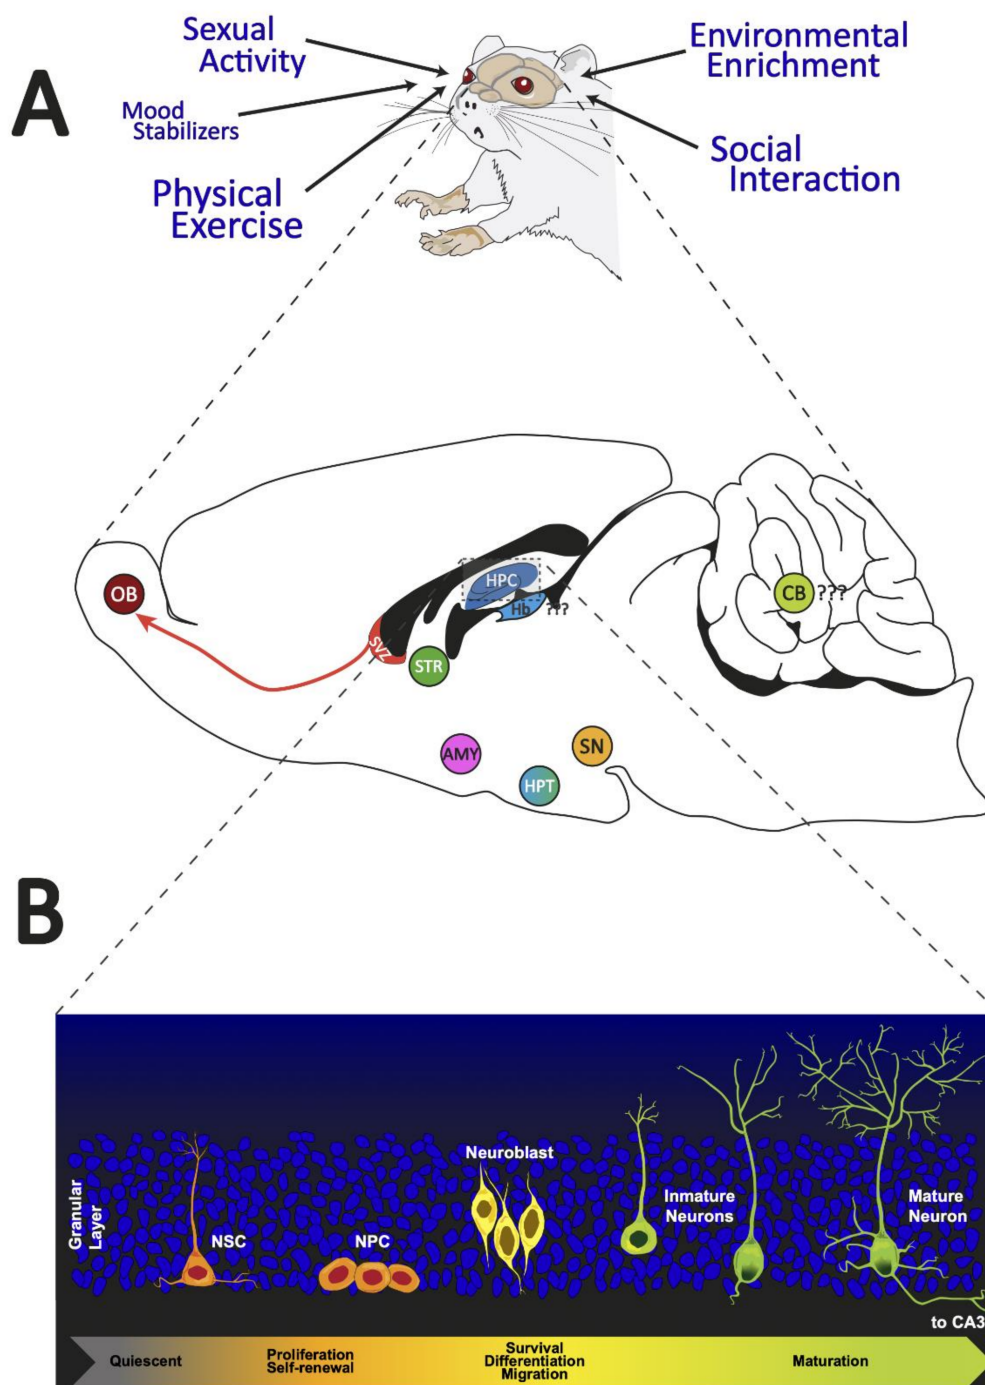 A
Sexual
Activity
Mood
Stabilizers
Physical
Exercise
Environmental
Enrichment
Social
Interaction
OB
SVZ
HPC
Hb ???
STR
CB ???
AMY
HPT
SN
B
Granular
Layer
NSC
NPC
Neuroblast
Inmature
Neurons
Mature
Neuron
to CA3
Quiescent
Proliferation
Self-renewal
Survival
Differentiation
Migration
Maturation